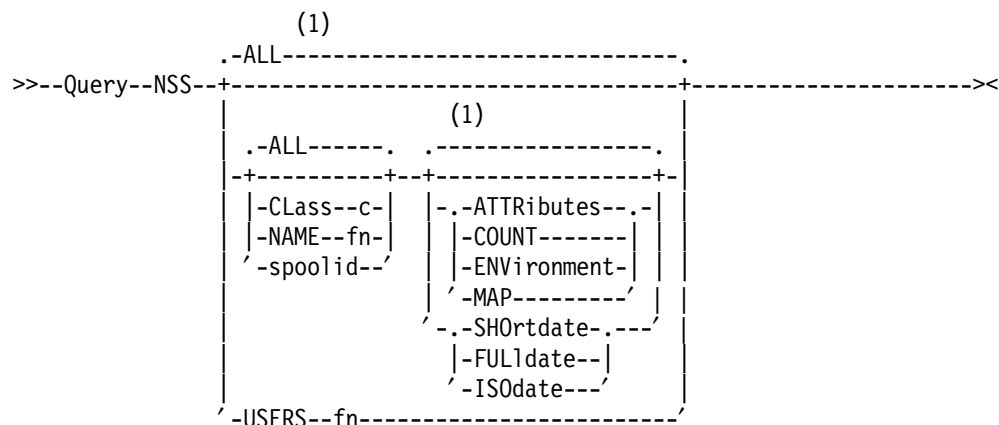 (1)
.-ALL---------------------------------.
>>--Query--NSS--+-----------------------------------+----------------------><
| (1) |
| .-ALL------. .-----------------. |
|-+----------+--+-----------------+-|
| |-CLass--c-| |-.-ATTRibutes--.-| |
| |-NAME--fn-| | |-COUNT-------| | |
| '-spoolid--' | |-ENVironment-| | |
| | '-MAP---------' | |
| '-.-SHOrtdate-.---' |
| |-FULldate--| |
| '-ISOdate---' |
'-USERS--fn-------------------------'